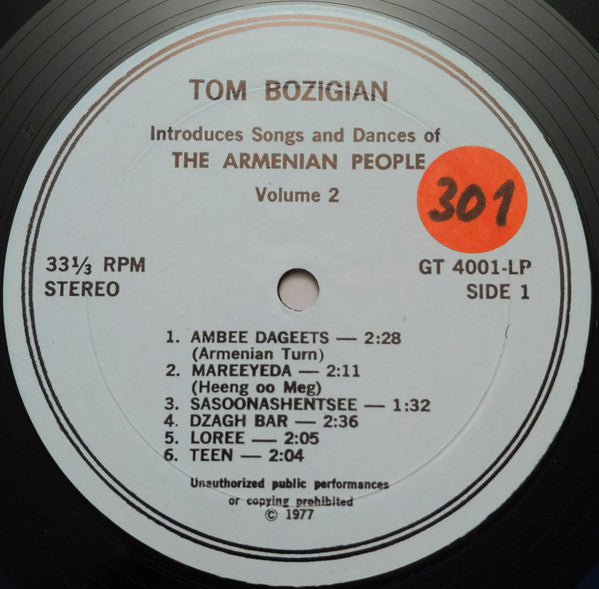 TOM BOZIGIAN
Introduces Songs and Dances of
THE ARMENIAN PEOPLE
Volume 2
301
33⅓ RPM
STEREO
GT 4001-LP
SIDE 1
1. AMBEE DAGEETS — 2:28
(Armenian Turn)
2. MAREEYEDA — 2:11
(Heeng oo Meg)
3. SASOONASHENTSEE — 1:32
4. DZAGH BAR — 2:36
5. LOREE — 2:05
6. TEEN — 2:04
Unauthorized public performances
or copying prohibited
© 1977